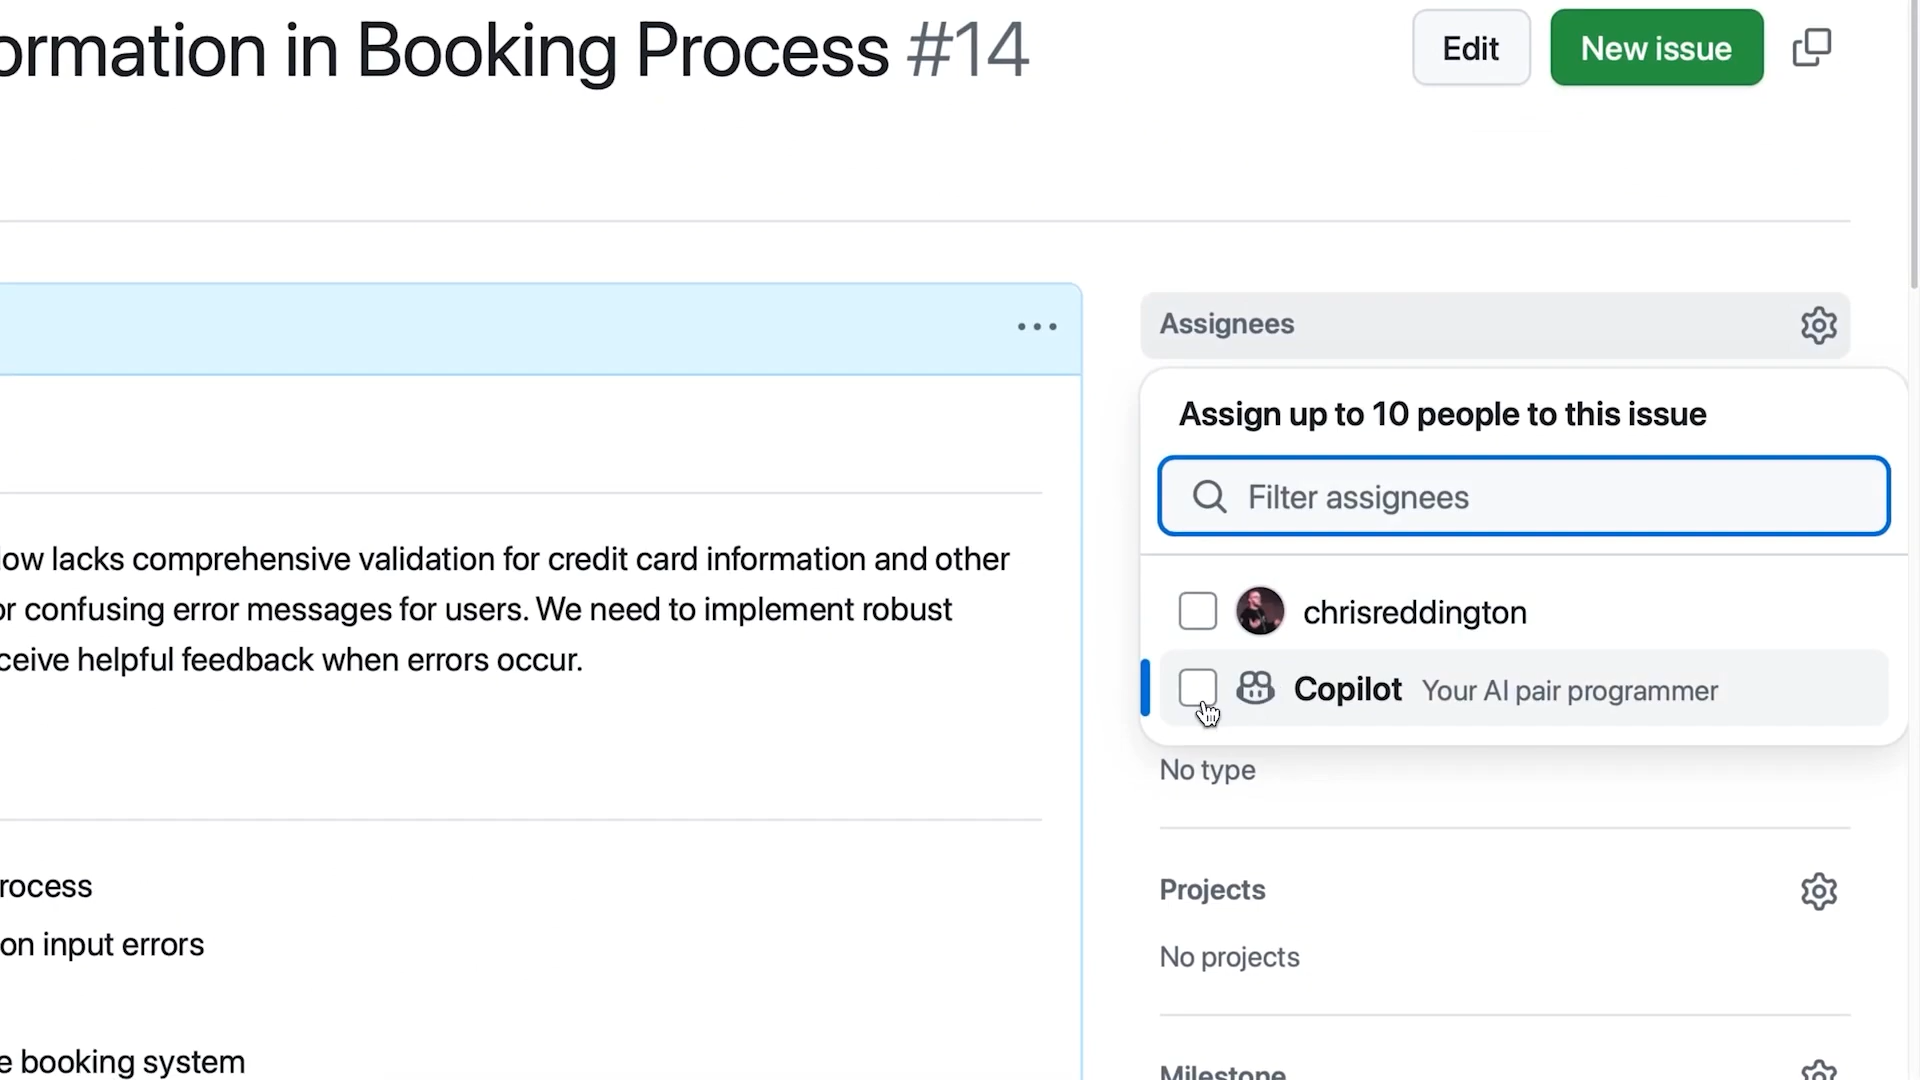 ormation in Booking Process #14
Edit
New issue
Assignees
Assign up to 10 people to this issue
Filter assignees
chrisreddington
Copilot Your AI pair programmer
No type
Projects
No projects
Milestone
low lacks comprehensive validation for credit card information and other
or confusing error messages for users. We need to implement robust
ceive helpful feedback when errors occur.
rocess
on input errors
e booking system